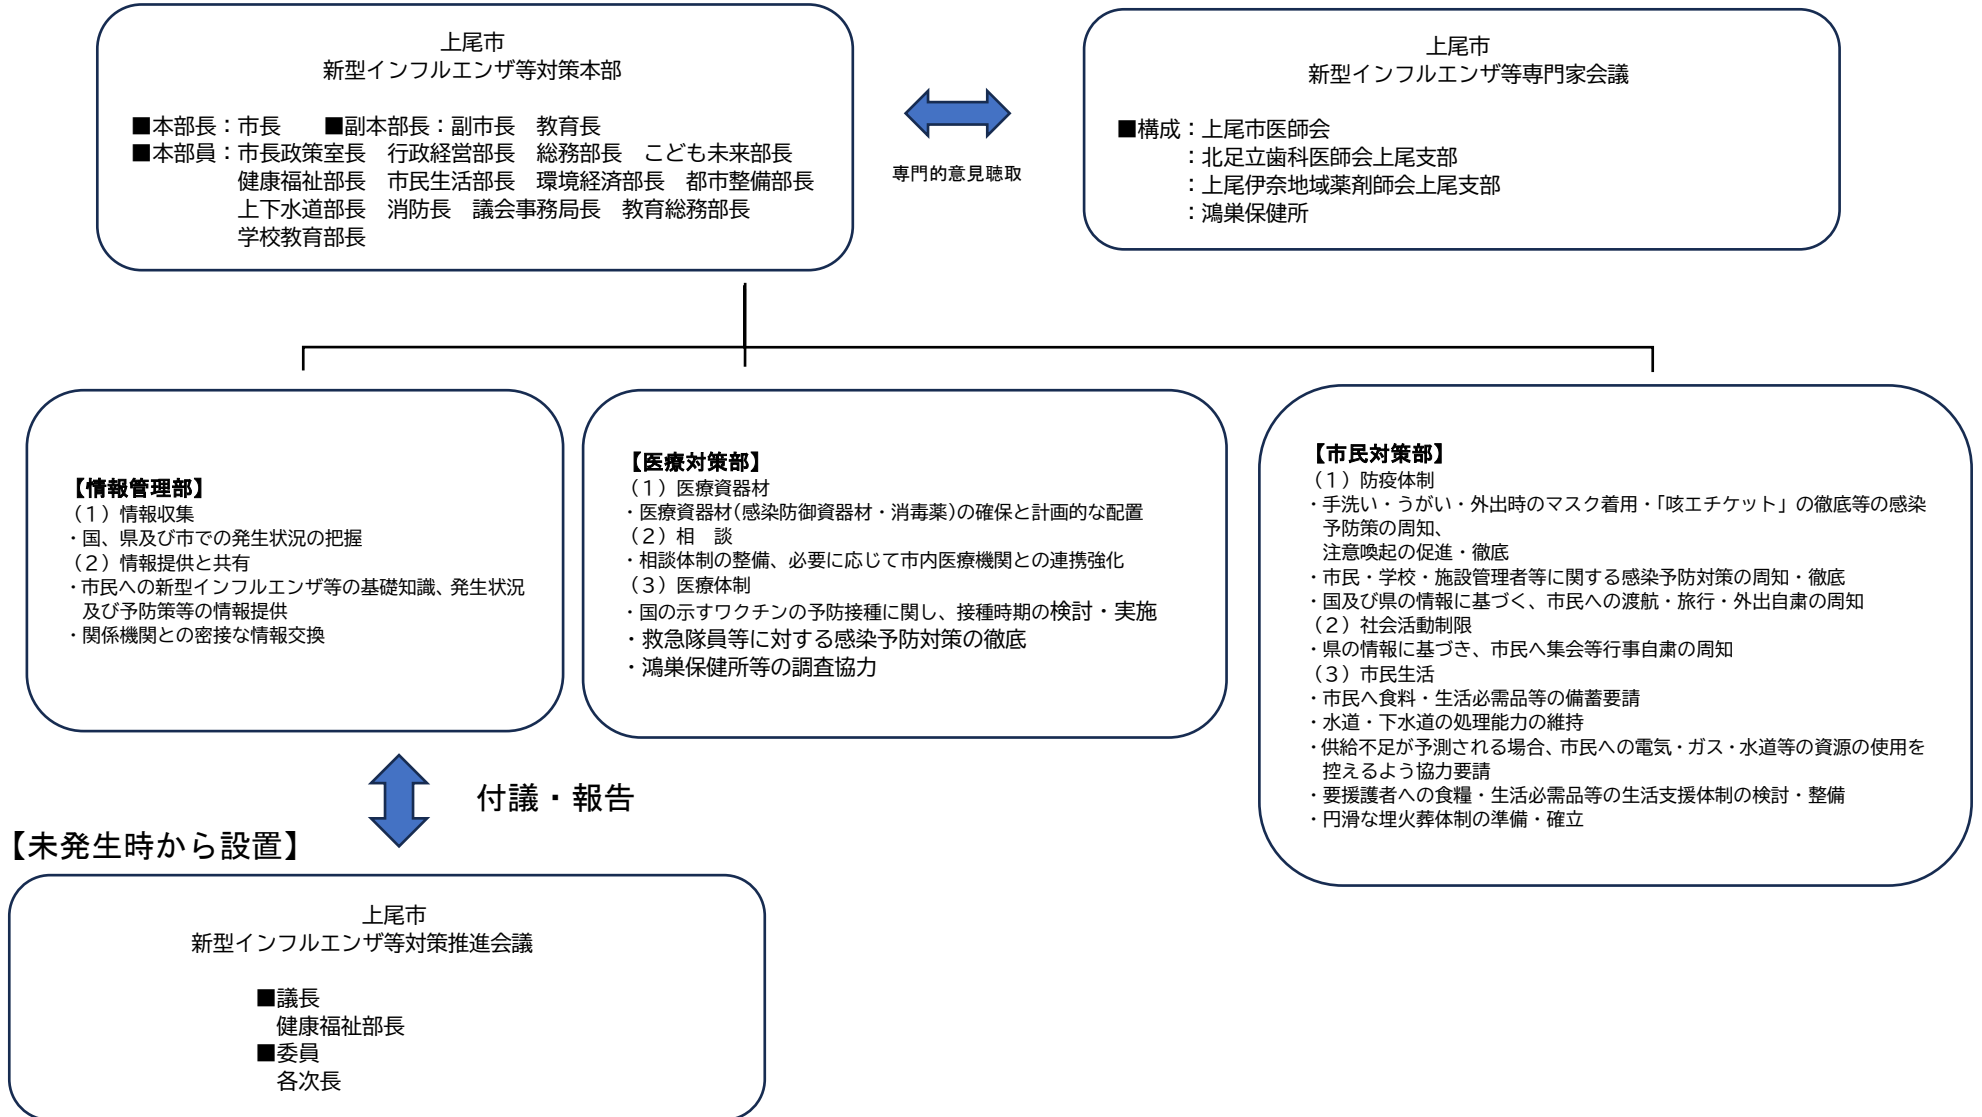 上尾市
新型インフルエンザ等対策本部
■本部長：市長　　■副本部長：副市長　教育長
■本部員：市長政策室長　行政経営部長　総務部長　こども未来部長
健康福祉部長　市民生活部長　環境経済部長　都市整備部長
上下水道部長　消防長　議会事務局長　教育総務部長
学校教育部長
専門的意見聴取
上尾市
新型インフルエンザ等専門家会議
■構成：上尾市医師会
：北足立歯科医師会上尾支部
：上尾伊奈地域薬剤師会上尾支部
：鴻巣保健所
【情報管理部】
（１）情報収集
・国、県及び市での発生状況の把握
（２）情報提供と共有
・市民への新型インフルエンザ等の基礎知識、発生状況
及び予防策等の情報提供
・関係機関との密接な情報交換
【医療対策部】
（１）医療資器材
・医療資器材(感染防御資器材・消毒薬)の確保と計画的な配置
（２）相　談
・相談体制の整備、必要に応じて市内医療機関との連携強化
（３）医療体制
・国の示すワクチンの予防接種に関し、接種時期の検討・実施
・救急隊員等に対する感染予防対策の徹底
・鴻巣保健所等の調査協力
【市民対策部】
（１）防疫体制
・手洗い・うがい・外出時のマスク着用・「咳エチケット」の徹底等の感染
予防策の周知、
注意喚起の促進・徹底
・市民・学校・施設管理者等に関する感染予防対策の周知・徹底
・国及び県の情報に基づく、市民への渡航・旅行・外出自粛の周知
（２）社会活動制限
・県の情報に基づき、市民へ集会等行事自粛の周知
（３）市民生活
・市民へ食料・生活必需品等の備蓄要請
・水道・下水道の処理能力の維持
・供給不足が予測される場合、市民への電気・ガス・水道等の資源の使用を
控えるよう協力要請
・要援護者への食糧・生活必需品等の生活支援体制の検討・整備
・円滑な埋火葬体制の準備・確立
付議・報告
【未発生時から設置】
上尾市
新型インフルエンザ等対策推進会議
■議長
健康福祉部長
■委員
各次長